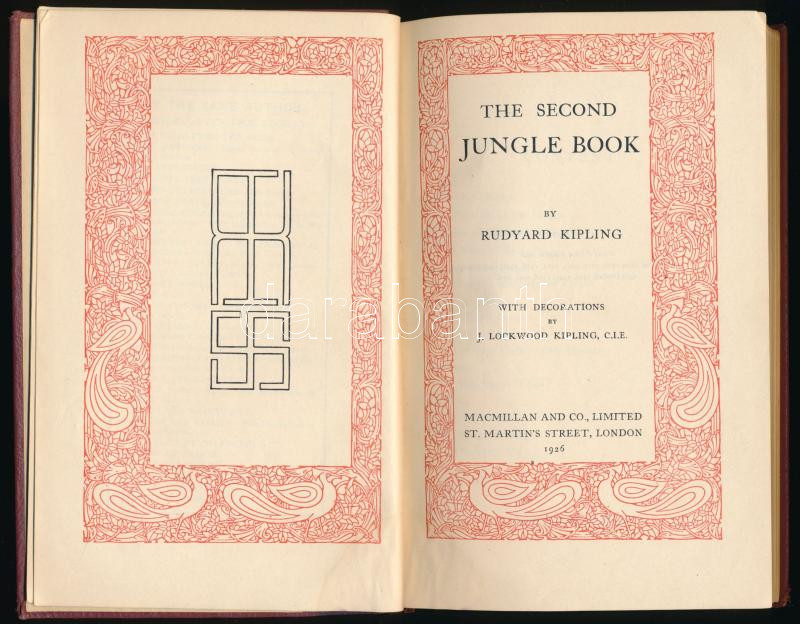 THE SECOND
JUNGLE BOOK
BY
RUDYARD KIPLING
WITH DECORATIONS
BY
J. LOCKWOOD KIPLING, C.I.E.
MACMILLAN AND CO., LIMITED
ST. MARTIN'S STREET, LONDON
1926
darabanth